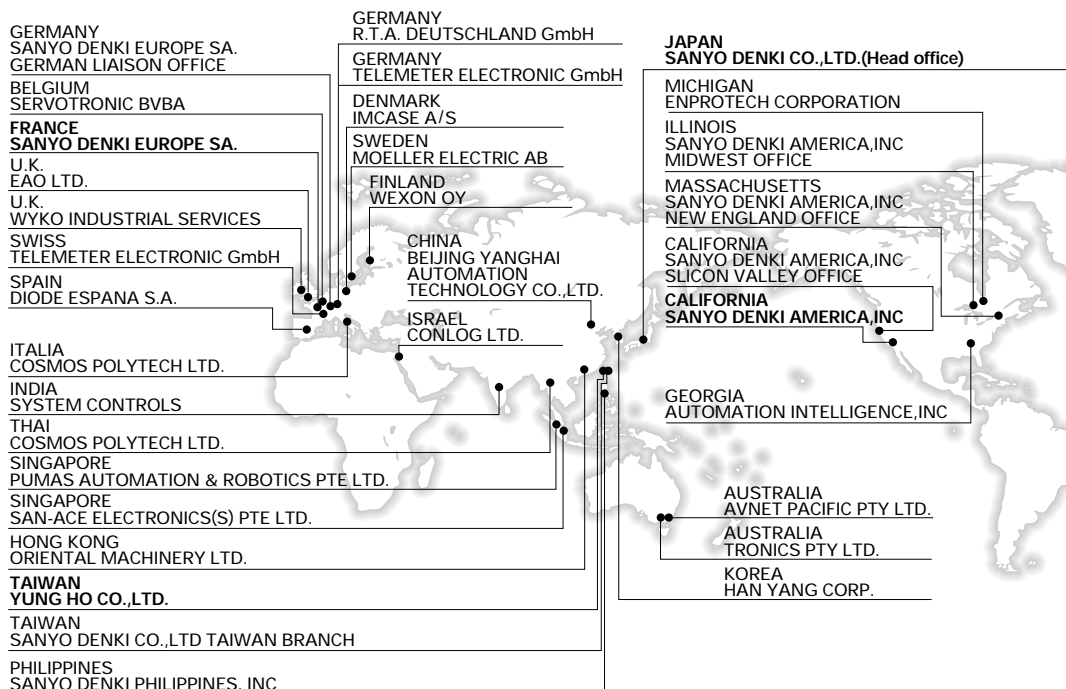 GERMANY
SANYO DENKI EUROPE SA.
GERMAN LIAISON OFFICE
BELGIUM
SERVOTRONIC BVBA
FRANCE
SANYO DENKI EUROPE SA.
U.K.
EAO LTD.
U.K.
WYKO INDUSTRIAL SERVICES
SWISS
TELEMETER ELECTRONIC GmbH
SPAIN
DIODE ESPANA S.A.
ITALIA
COSMOS POLYTECH LTD.
INDIA
SYSTEM CONTROLS
THAI
COSMOS POLYTECH LTD.
SINGAPORE
PUMAS AUTOMATION & ROBOTICS PTE LTD.
SINGAPORE
SAN-ACE ELECTRONICS(S) PTE LTD.
HONG KONG
ORIENTAL MACHINERY LTD.
TAIWAN
YUNG HO CO.,LTD.
TAIWAN
SANYO DENKI CO.,LTD TAIWAN BRANCH
PHILIPPINES
SANYO DENKI PHILIPPINES, INC
GERMANY
R.T.A. DEUTSCHLAND GmbH
GERMANY
TELEMETER ELECTRONIC GmbH
DENMARK
IMCASE A/S
SWEDEN
MOELLER ELECTRIC AB
FINLAND
WEXON OY
CHINA
BEIJING YANGHAI
AUTOMATION
TECHNOLOGY CO.,LTD.
ISRAEL
CONLOG LTD.
JAPAN
SANYO DENKI CO.,LTD.(Head office)
MICHIGAN
ENPROTECH CORPORATION
ILLINOIS
SANYO DENKI AMERICA,INC
MIDWEST OFFICE
MASSACHUSETTS
SANYO DENKI AMERICA,INC
NEW ENGLAND OFFICE
CALIFORNIA
SANYO DENKI AMERICA,INC
SLICON VALLEY OFFICE
CALIFORNIA
SANYO DENKI AMERICA,INC
GEORGIA
AUTOMATION INTELLIGENCE,INC
AUSTRALIA
AVNET PACIFIC PTY LTD.
AUSTRALIA
TRONICS PTY LTD.
KOREA
HAN YANG CORP.